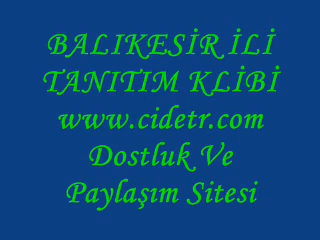 BALIKESİR İLİ
TANITIM KLİBİ
www.cidetr.com
Dostluk Ve
Paylaşım Sitesi